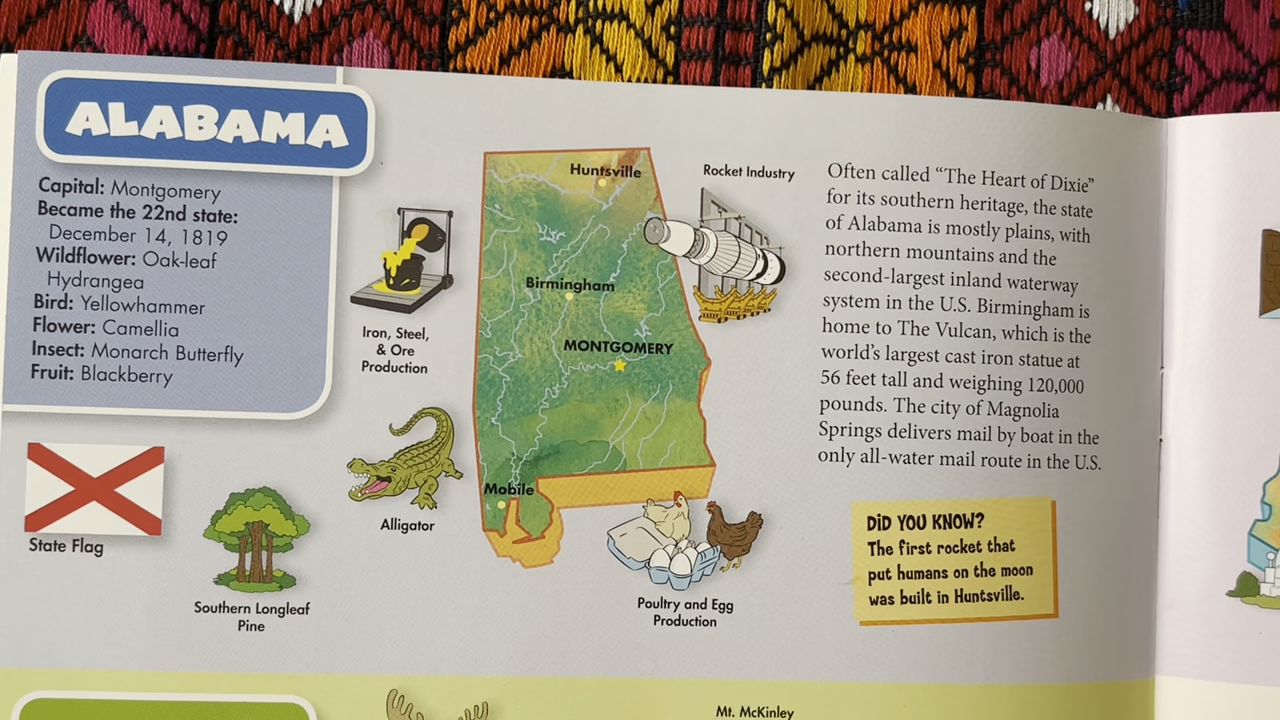 ALABAMA
Capital: Montgomery
Became the 22nd state:
December 14, 1819
Wildflower: Oak-leaf
Hydrangea
Bird: Yellowhammer
Flower: Camellia
Insect: Monarch Butterfly
Fruit: Blackberry
State Flag
Southern Longleaf
Pine
Iron, Steel,
& Ore
Production
Alligator
Huntsville
Birmingham
MONTGOMERY
Mobile
Rocket Industry
Poultry and Egg
Production
Often called “The Heart of Dixie”
for its southern heritage, the state
of Alabama is mostly plains, with
northern mountains and the
second-largest inland waterway
system in the U.S. Birmingham is
home to The Vulcan, which is the
world’s largest cast iron statue at
56 feet tall and weighing 120,000
pounds. The city of Magnolia
Springs delivers mail by boat in the
only all-water mail route in the U.S.
DiD YOU KNOW?
The first rocket that
put humans on the moon
was built in Huntsville.
Mt. McKinley